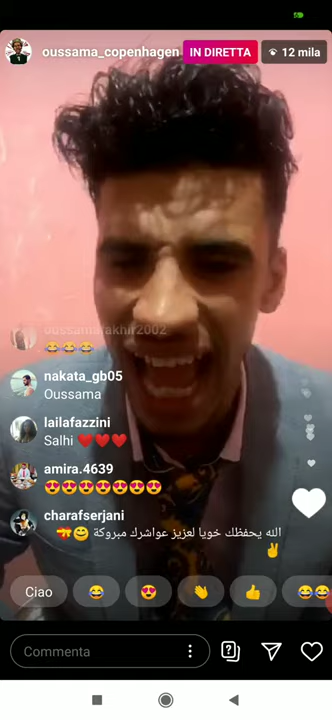 oussama_copenhagen IN DIRETTA 12 mila
oussamafakhir2002
😂😂😂
nakata_gb05
Oussama
lailafazzini
Salhi ❤️❤️❤️
amira.4639
😍😍😍😍😍😍😍
charafserjani
الله يحفظك خويا لعزيز عواشرك مبروكة 😊💝
✌️
Ciao 😂 😍 👏 👍 😂😂
Commenta